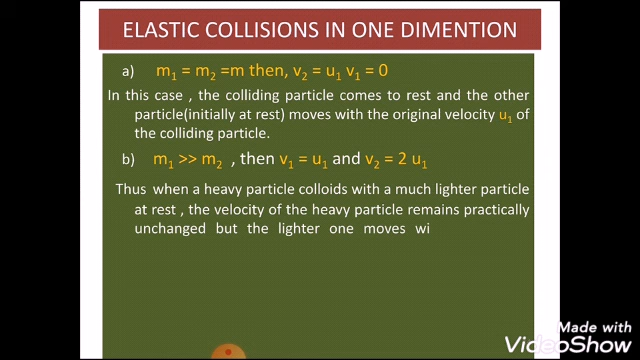 ELASTIC COLLISIONS IN ONE DIMENTION
a) m₁ = m₂ =m then, v₂ = u₁ v₁ = 0
In this case , the colliding particle comes to rest and the other
particle(initially at rest) moves with the original velocity u₁ of
the colliding particle.
b) m₁ >> m₂ , then v₁ = u₁ and v₂ = 2 u₁
Thus when a heavy particle colloids with a much lighter particle
at rest , the velocity of the heavy particle remains practically
unchanged but the lighter one moves wi
Made with
VideoShow